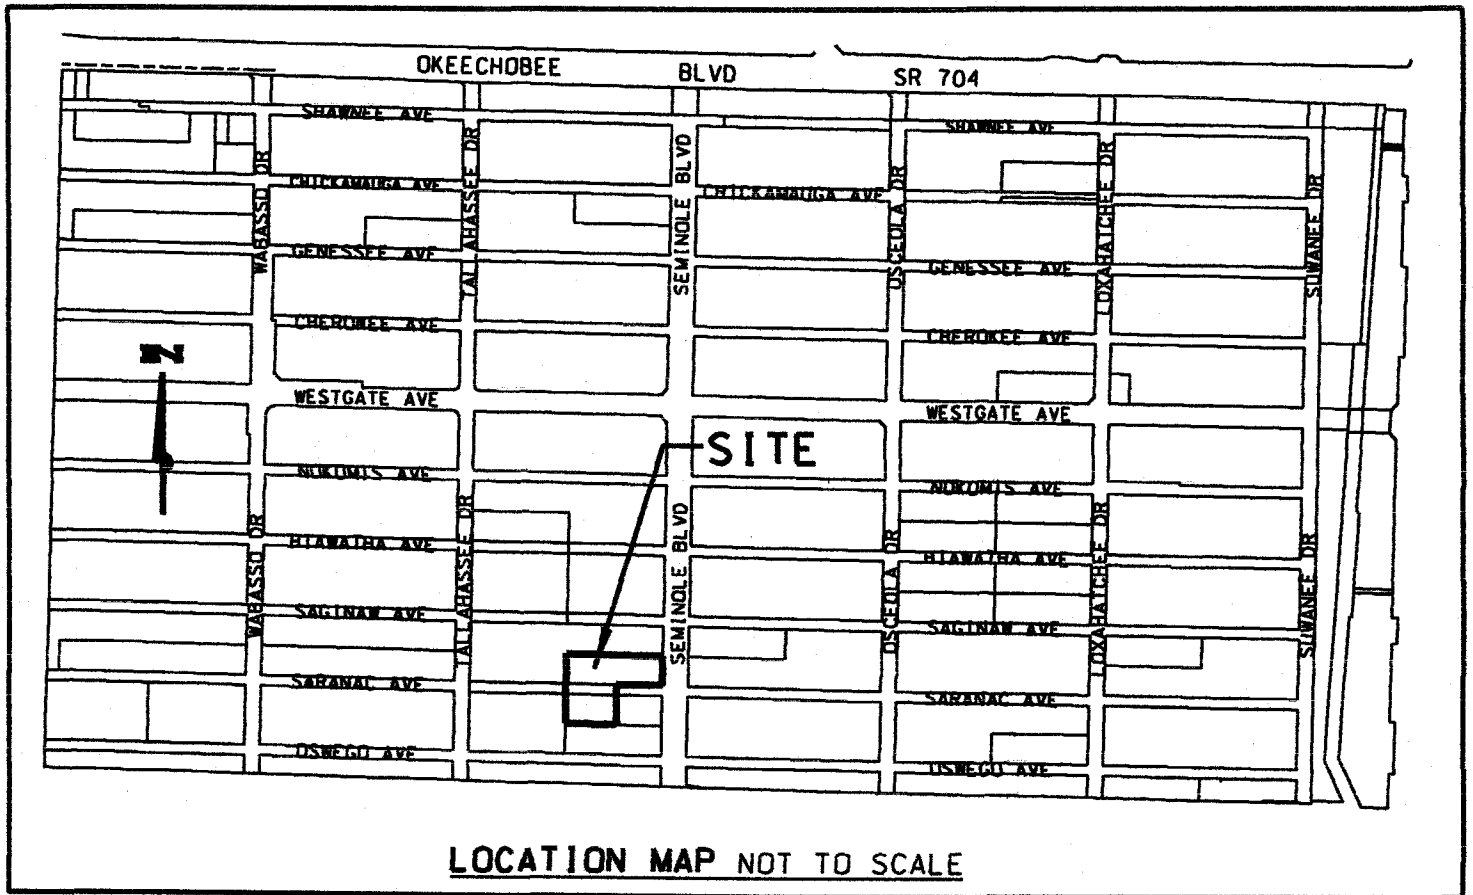 OKEECHOBEE BLVD SR 704
SHAWNEE AVE
SHAWNEE AVE
WABASSO DR
TALLAHASSEE DR
SEMINOLE BLVD
OSCEOLA DR
LOXAHATCHEE DR
SUWANEE DR
CHICKAMAUGA AVE
CHICKAMAUGA AVE
GENESSEE AVE
GENESSEE AVE
CHEROKEE AVE
CHEROKEE AVE
N
WESTGATE AVE
WESTGATE AVE
SITE
NOKOMIS AVE
NOKOMIS AVE
WABASSO DR
TALLAHASSEE DR
SEMINOLE BLVD
OSCEOLA DR
LOXAHATCHEE DR
SUWANEE DR
HIAWATHA AVE
HIAWATHA AVE
SAGINAW AVE
SAGINAW AVE
SARANAC AVE
SARANAC AVE
OSWEGO AVE
OSWEGO AVE
LOCATION MAP NOT TO SCALE